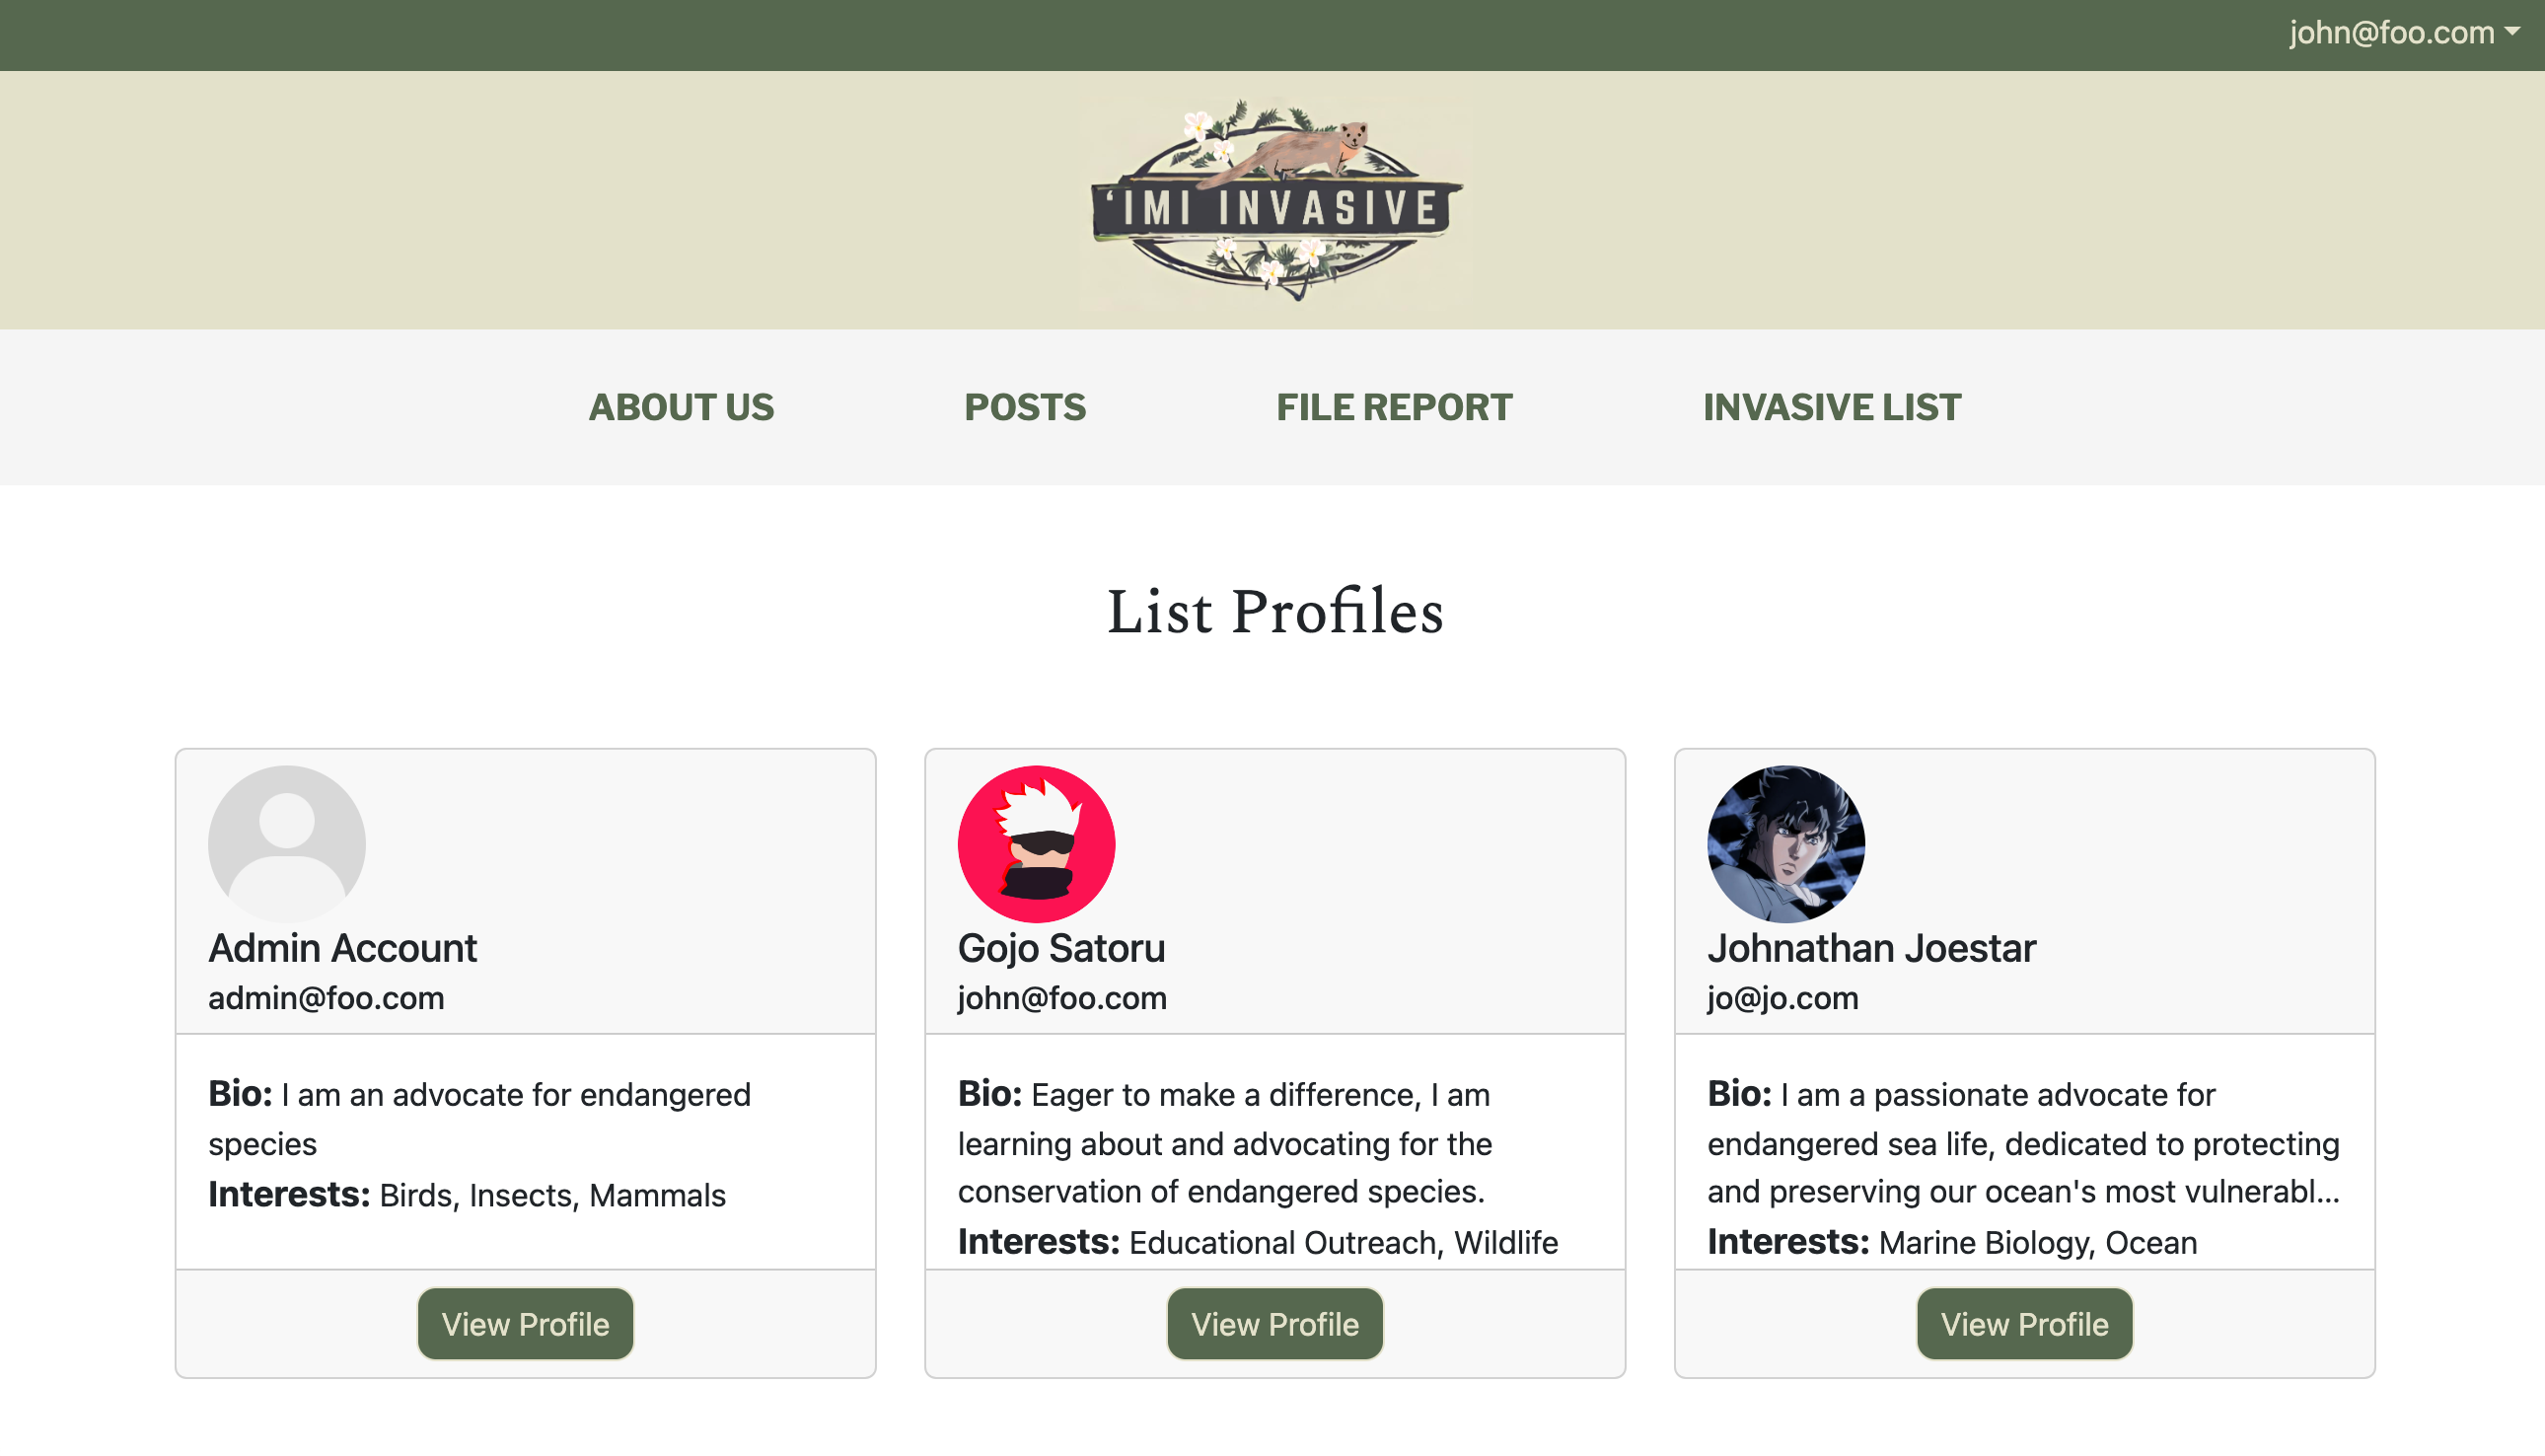 john@foo.com
ʻIMI INVASIVE
ABOUT US
POSTS
FILE REPORT
INVASIVE LIST
List Profiles
Admin Account
admin@foo.com
Bio: I am an advocate for endangered
species
Interests: Birds, Insects, Mammals
View Profile
Gojo Satoru
john@foo.com
Bio: Eager to make a difference, I am
learning about and advocating for the
conservation of endangered species.
Interests: Educational Outreach, Wildlife
View Profile
Johnathan Joestar
jo@jo.com
Bio: I am a passionate advocate for
endangered sea life, dedicated to protecting
and preserving our ocean's most vulnerabl...
Interests: Marine Biology, Ocean
View Profile